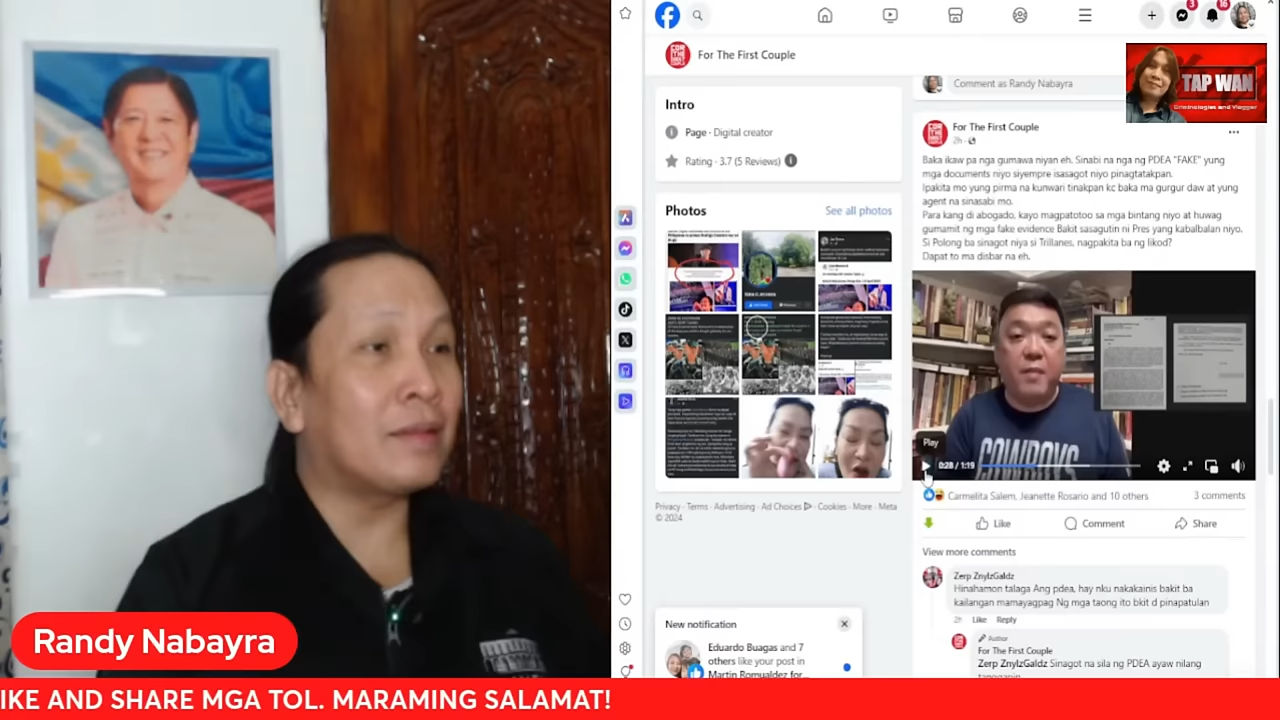 For The First Couple
3
16
TAP WAN
Criminologist and Vlogger
Intro
Page · Digital creator
Rating · 3.7 (5 Reviews)
Photos
See all photos
Privacy · Terms · Advertising · Ad Choices · Cookies · More · Meta
© 2024
New notification
Eduardo Buagas and 7
others like your post in
Martin Romualdez for...
Comment as Randy Nabayra
For The First Couple
2h
Baka ikaw pa nga gumawa niyan eh. Sinabi na nga ng PDEA "FAKE" yung
mga documents niyo siyempre isasagot niyo pinagtatakpan.
Ipakita mo yung pirma na kunwari tinakpan kc baka ma gurgur daw at yung
agent na sinasabi mo.
Para kang di abogado, kayo magpatotoo sa mga bintang niyo at huwag
gumamit ng mga fake evidence Bakit sasagutin ni Pres yang kabalbalan niyo.
Si Polong ba sinagot niya si Trillanes, nagpakita ba ng likod?
Dapat to ma disbar na eh.
COWBOYS
Play
0:28 / 1:19
Carmelita Salem, Jeanette Rosario and 10 others
3 comments
Like
Comment
Share
View more comments
Zerp ZnylzGaldz
Hinahamon talaga Ang pdea, hay nku nakakainis bakit ba
kailangan mamayagpag Ng mga taong ito bkit d pinapatulan
2h Like Reply
Author
For The First Couple
Zerp ZnylzGaldz Sinagot na sila ng PDEA ayaw nilang
Randy Nabayra
IKE AND SHARE MGA TOL. MARAMING SALAMAT!